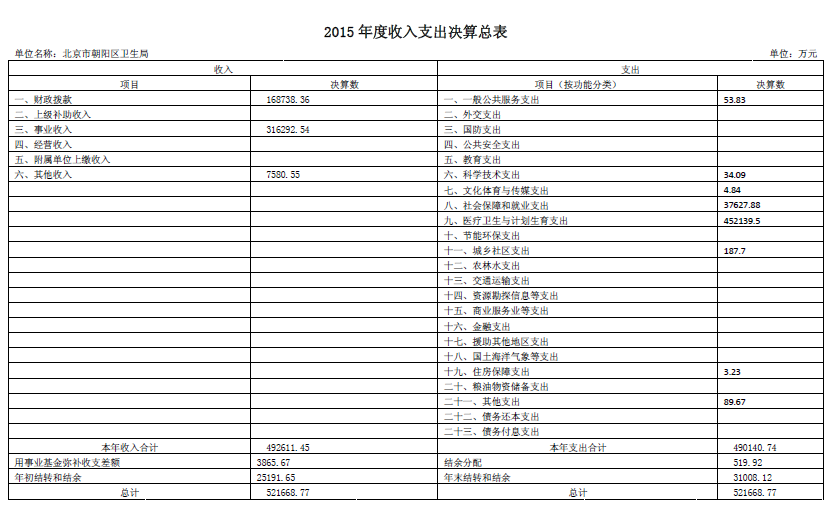 2015 年度收入支出决算总表
单位名称：北京市朝阳区卫生局 单位：万元
收入 支出
项目 决算数 项目（按功能分类） 决算数
一、财政拨款 168738.36 一、一般公共服务支出 53.83
二、上级补助收入 二、外交支出
三、事业收入 316292.54 三、国防支出
四、经营收入 四、公共安全支出
五、附属单位上缴收入 五、教育支出
六、其他收入 7580.55 六、科学技术支出 34.09
七、文化体育与传媒支出 4.84
八、社会保障和就业支出 37627.88
九、医疗卫生与计划生育支出 452139.5
十、节能环保支出
十一、城乡社区支出 187.7
十二、农林水支出
十三、交通运输支出
十四、资源勘探信息等支出
十五、商业服务业等支出
十六、金融支出
十七、援助其他地区支出
十八、国土海洋气象等支出
十九、住房保障支出 3.23
二十、粮油物资储备支出
二十一、其他支出 89.67
二十二、债务还本支出
二十三、债务付息支出
本年收入合计 492611.45 本年支出合计 490140.74
用事业基金弥补收支差额 3865.67 结余分配 519.92
年初结转和结余 25191.65 年末结转和结余 31008.12
总计 521668.77 总计 521668.77